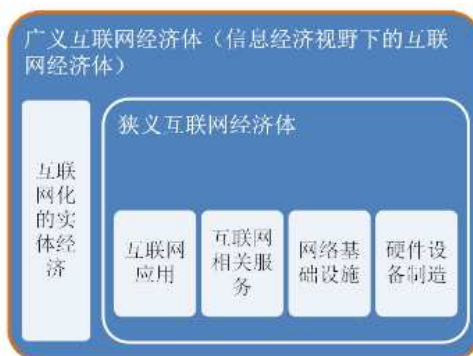 广义互联网经济体（信息经济视野下的互联
网经济体）
狭义互联网经济体
互联
网化
的实
体经
济
互联网
应用
互联网
相关服
务
网络基
础设施
硬件设
备制造